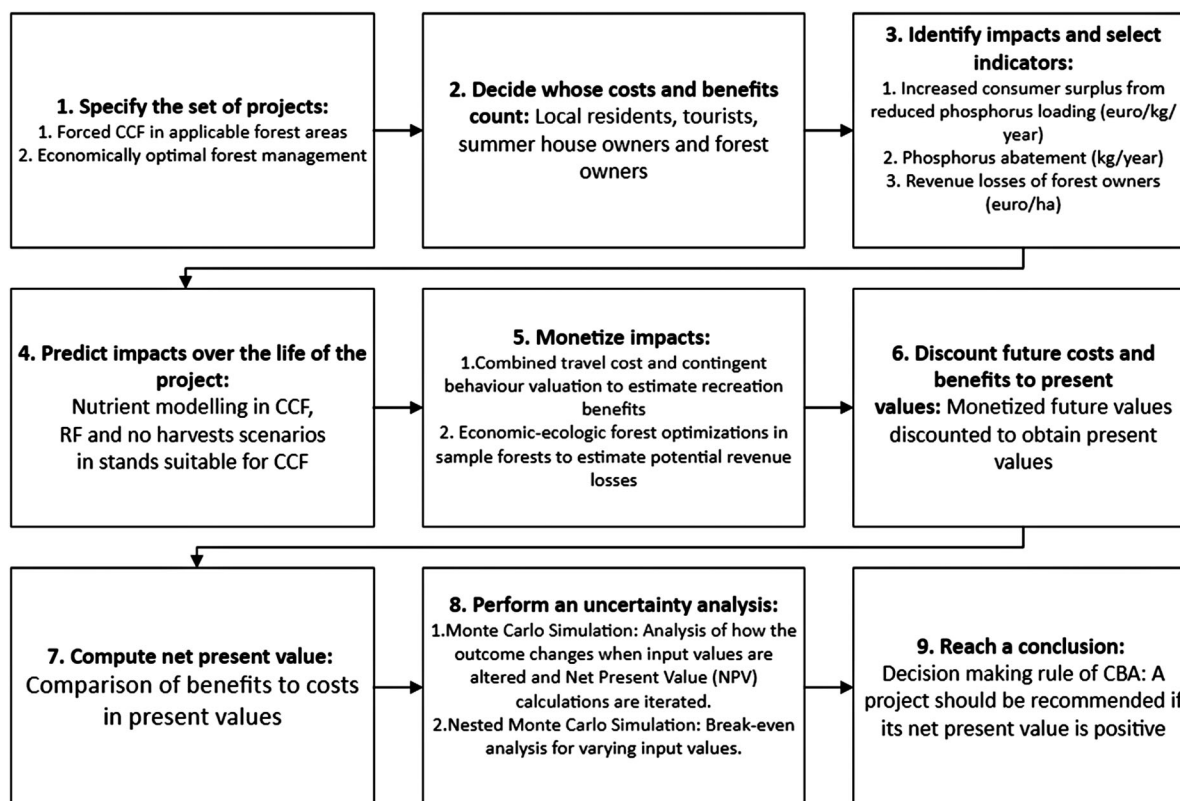 1. Specify the set of projects:
1. Forced CCF in applicable forest areas
2. Economically optimal forest management
2. Decide whose costs and benefits
count: Local residents, tourists,
summer house owners and forest
owners
3. Identify impacts and select
indicators:
1. Increased consumer surplus from
reduced phosphorus loading (euro/kg/
year)
2. Phosphorus abatement (kg/year)
3. Revenue losses of forest owners
(euro/ha)
4. Predict impacts over the life of the
project:
Nutrient modelling in CCF,
RF and no harvests scenarios
in stands suitable for CCF
5. Monetize impacts:
1.Combined travel cost and contingent
behaviour valuation to estimate recreation
benefits
2. Economic-ecologic forest optimizations in
sample forests to estimate potential revenue
losses
6. Discount future costs and
benefits to present
values: Monetized future values
discounted to obtain present
values
7. Compute net present value:
Comparison of benefits to costs
in present values
8. Perform an uncertainty analysis:
1.Monte Carlo Simulation: Analysis of how the
outcome changes when input values are
altered and Net Present Value (NPV)
calculations are iterated.
2.Nested Monte Carlo Simulation: Break-even
analysis for varying input values.
9. Reach a conclusion:
Decision making rule of CBA: A
project should be recommended if
its net present value is positive